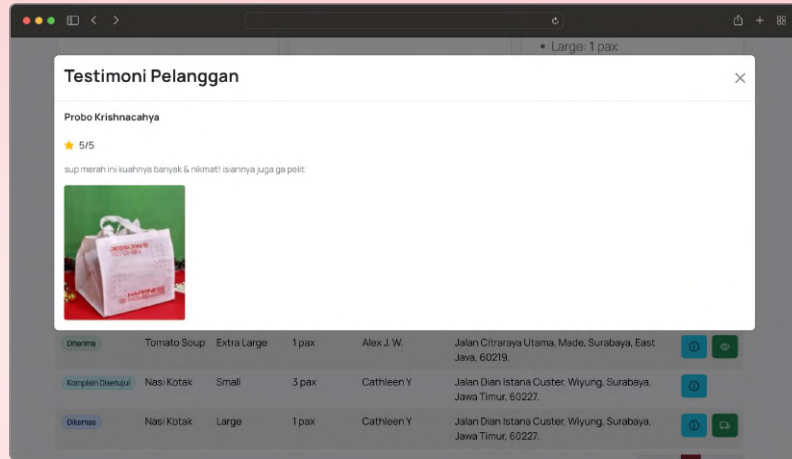 Large: 1 pax
Testimoni Pelanggan
Probo Krishnacahya
5/5
sup merah ini kuahnya banyak & nikmat! isiannya juga ga pelit
JESSIJON'S
KITCHEN
HAPPINESS
Diterima Tomato Soup Extra Large 1 pax Alex J. W. Jalan Citraraya Utama, Made, Surabaya, East
Java, 60219.
Komplain Disetujui Nasi Kotak Small 3 pax Cathleen Y Jalan Dian Istana Custer, Wiyung, Surabaya,
Jawa Timur, 60227.
Dikemas Nasi Kotak Large 1 pax Cathleen Y Jalan Dian Istana Custer, Wiyung, Surabaya,
Jawa Timur, 60227.